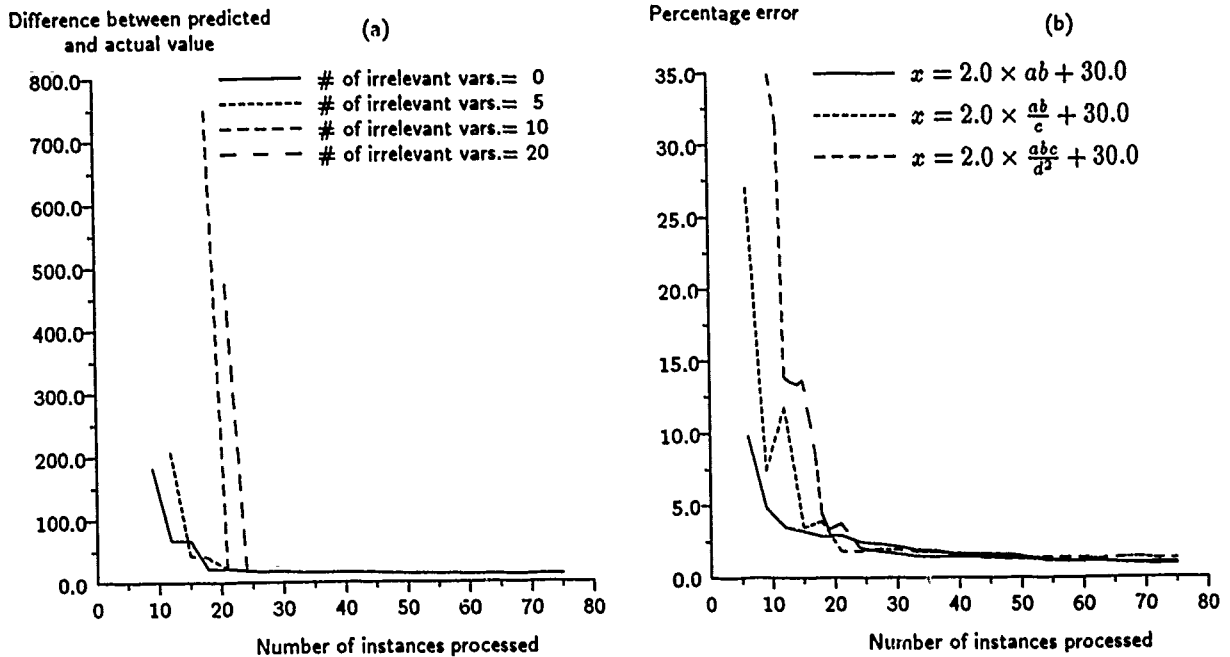 Difference between predicted
and actual value
(a)
# of irrelevant vars.= 0
# of irrelevant vars.= 5
# of irrelevant vars.= 10
# of irrelevant vars.= 20
800.0
700.0
600.0
500.0
400.0
300.0
200.0
100.0
0.0
0 10 20 30 40 50 60 70 80
Number of instances processed
Percentage error
(b)
x = 2.0 × ab + 30.0
x = 2.0 × ab/c + 30.0
x = 2.0 × abc/d² + 30.0
35.0
30.0
25.0
20.0
15.0
10.0
5.0
0.0
0 10 20 30 40 50 60 70 80
Number of instances processed